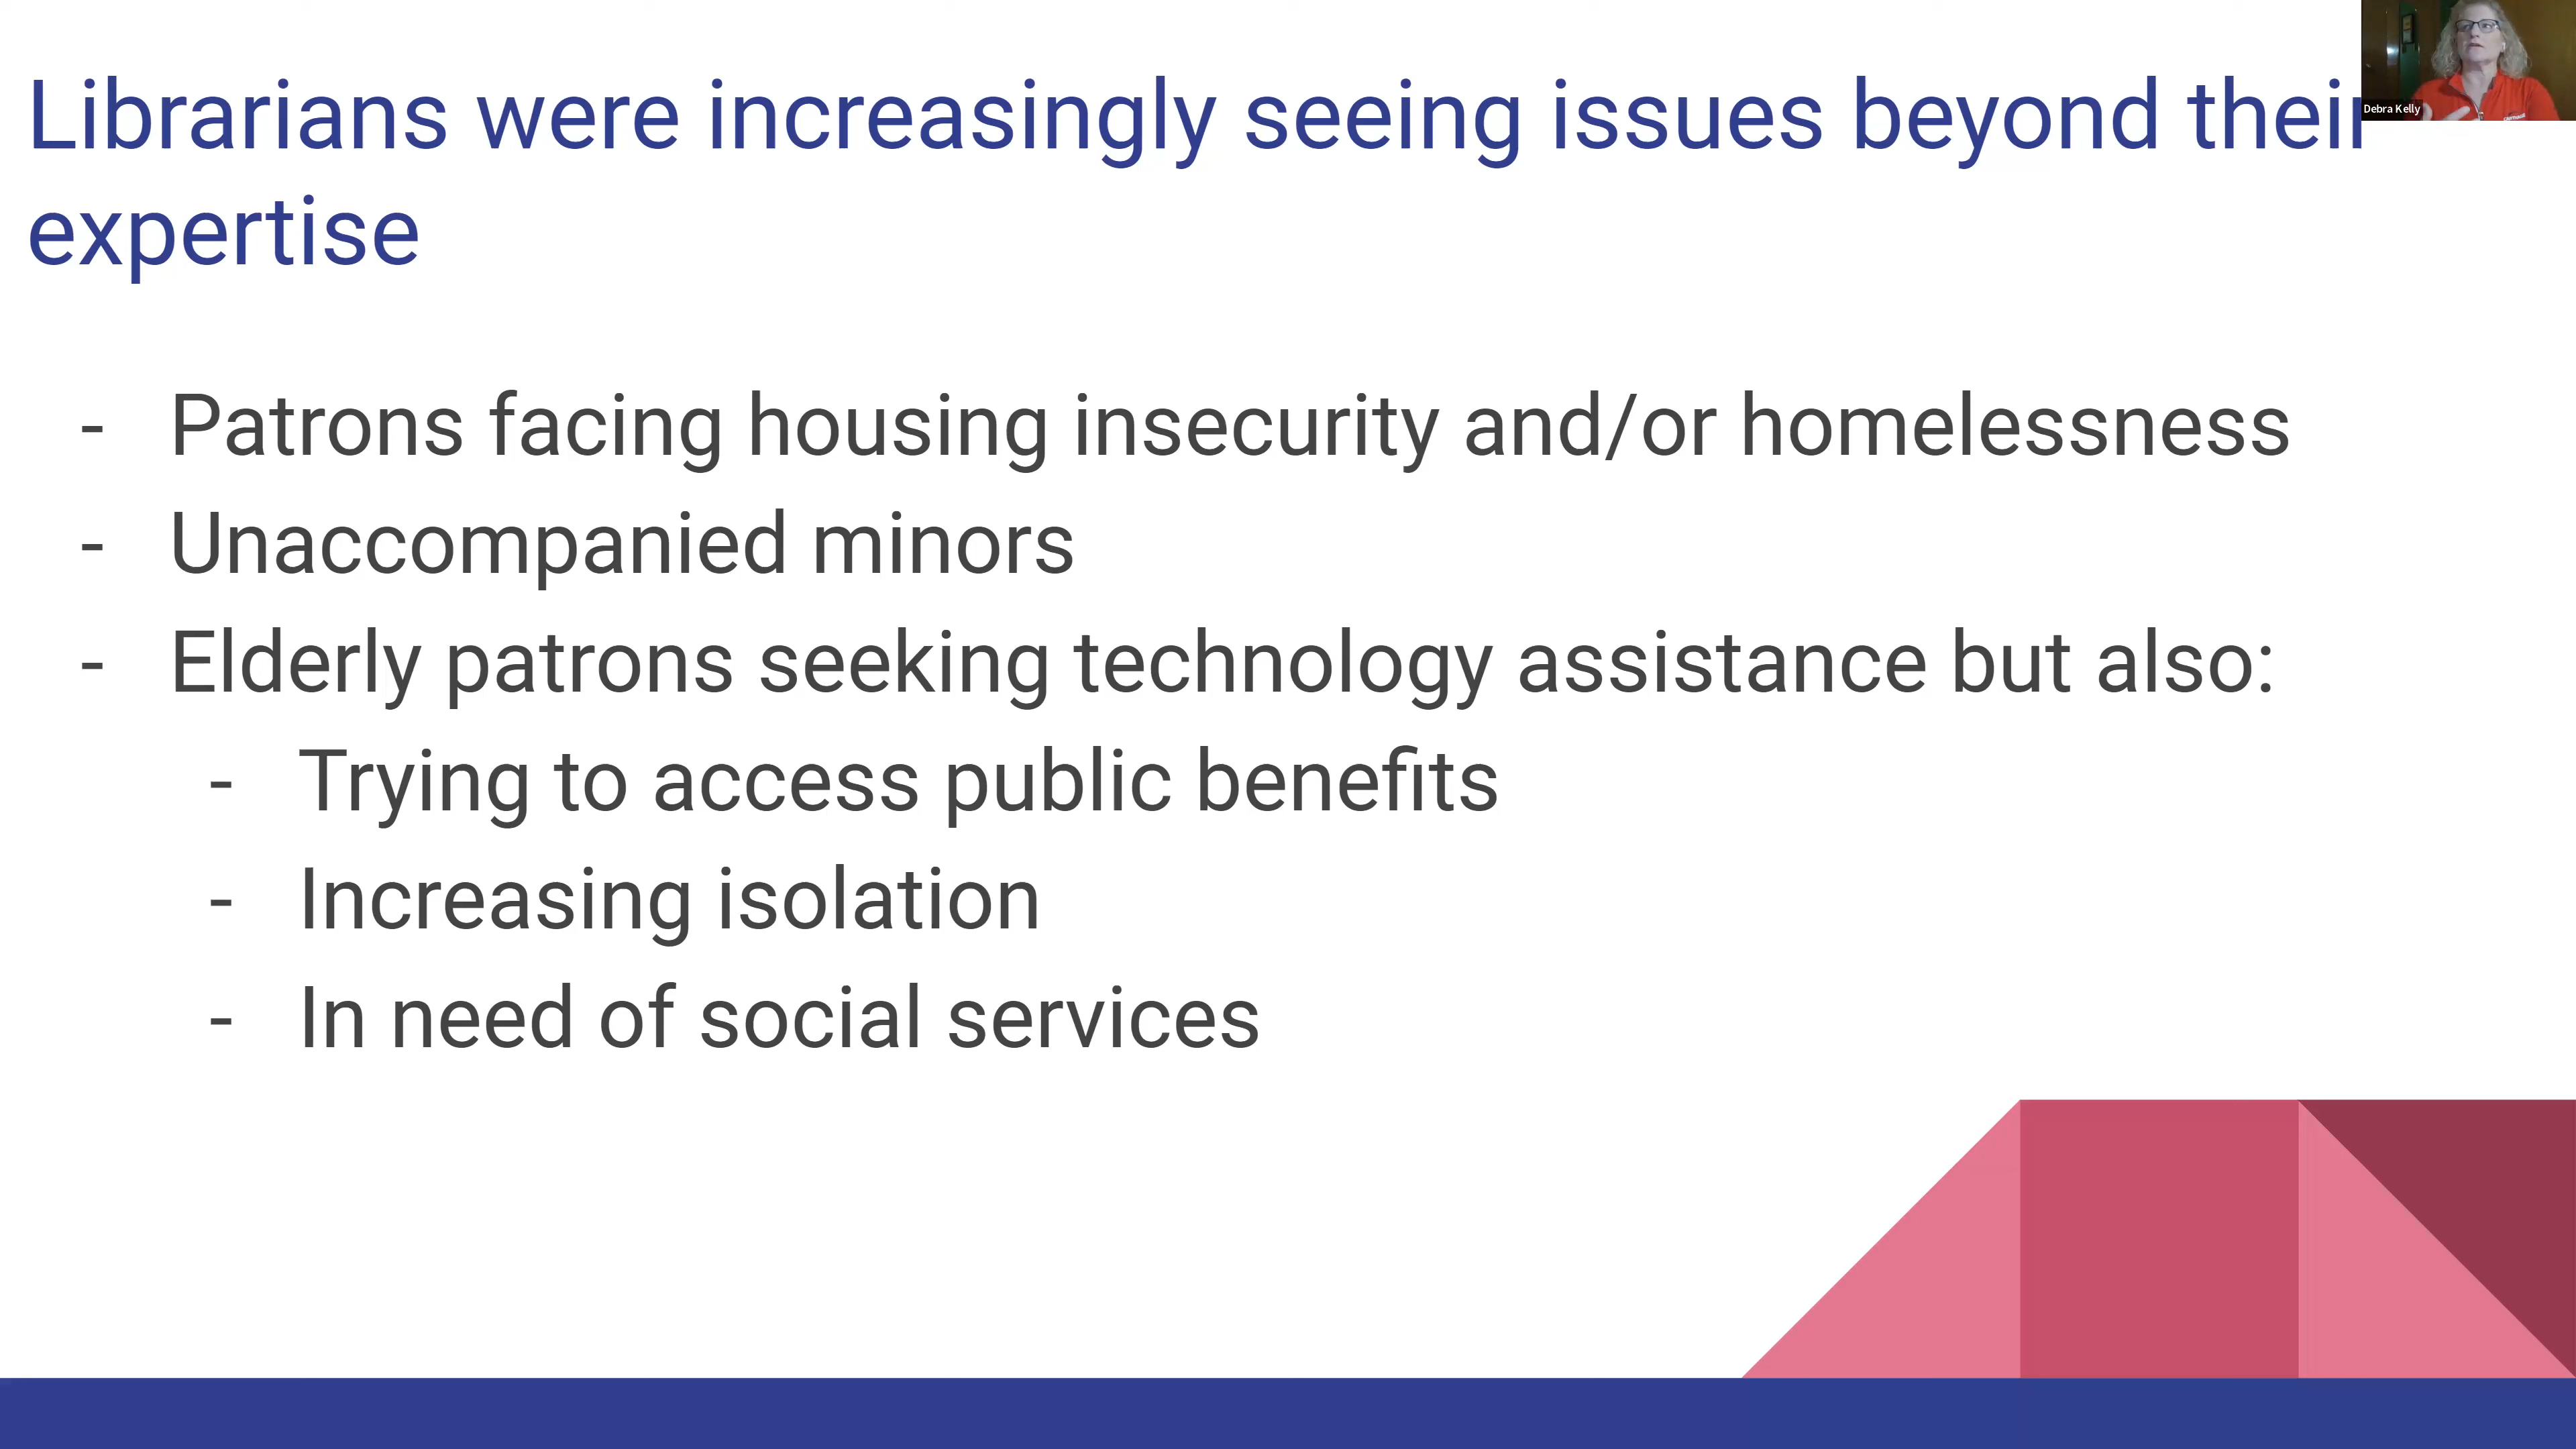 Librarians were increasingly seeing issues beyond their
expertise
Debra Kelly
- Patrons facing housing insecurity and/or homelessness
- Unaccompanied minors
- Elderly patrons seeking technology assistance but also:
- Trying to access public benefits
- Increasing isolation
- In need of social services